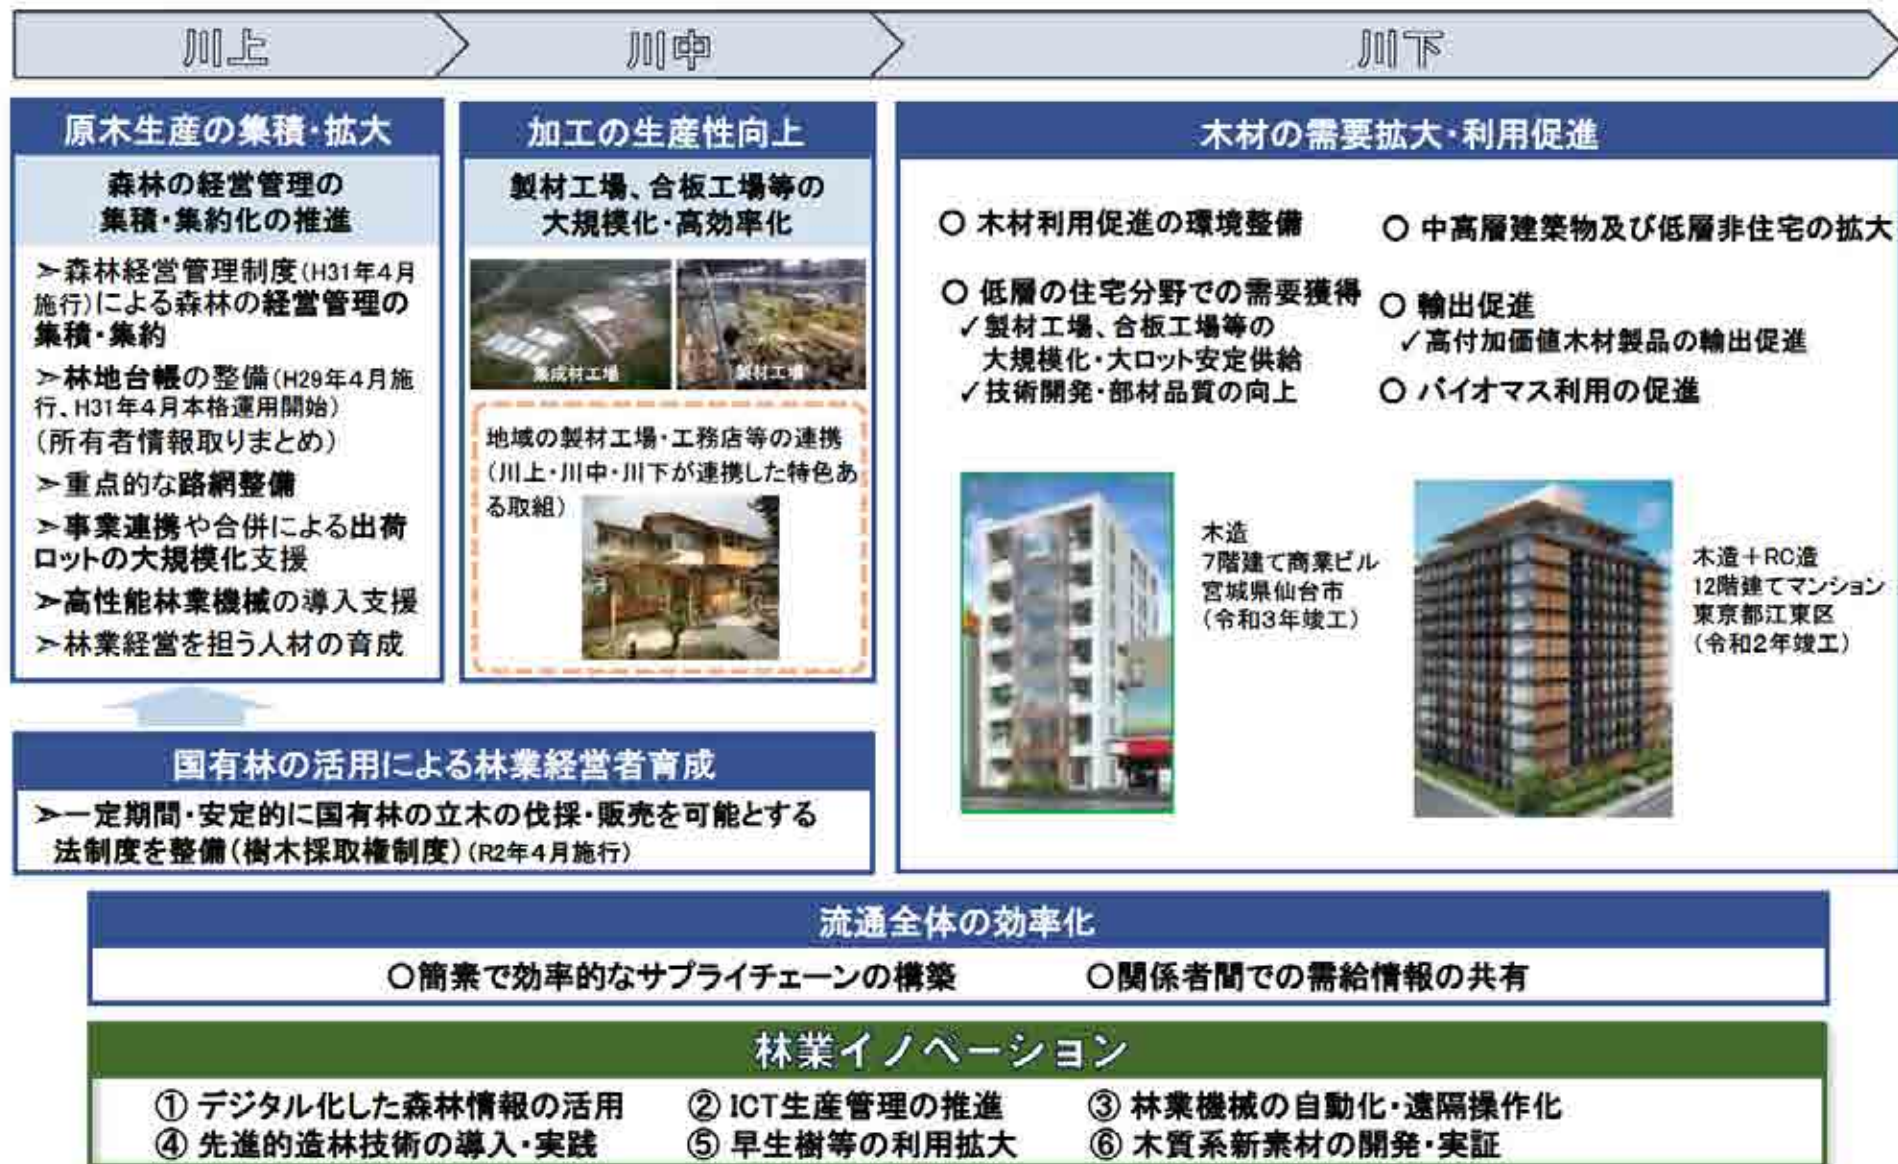 川上
川中
川下
原木生産の集積・拡大
森林の経営管理の
集積・集約化の推進
➢森林経営管理制度(H31年4月
施行)による森林の経営管理の
集積・集約
➢林地台帳の整備(H29年4月施
行、H31年4月本格運用開始)
(所有者情報取りまとめ)
➢重点的な路網整備
➢事業連携や合併による出荷
ロットの大規模化支援
➢高性能林業機械の導入支援
➢林業経営を担う人材の育成
加工の生産性向上
製材工場、合板工場等の
大規模化・高効率化
集成材工場
製材工場
地域の製材工場・工務店等の連携
(川上・川中・川下が連携した特色あ
る取組)
国有林の活用による林業経営者育成
➢一定期間・安定的に国有林の立木の伐採・販売を可能とする
法制度を整備(樹木採取権制度)(R2年4月施行)
木材の需要拡大・利用促進
○ 木材利用促進の環境整備
○ 低層の住宅分野での需要獲得
✓製材工場、合板工場等の
大規模化・大ロット安定供給
✓技術開発・部材品質の向上
○ 中高層建築物及び低層非住宅の拡大
○ 輸出促進
✓高付加価値木材製品の輸出促進
○ バイオマス利用の促進
木造
7階建て商業ビル
宮城県仙台市
(令和3年竣工)
木造+RC造
12階建てマンション
東京都江東区
(令和2年竣工)
流通全体の効率化
○簡素で効率的なサプライチェーンの構築
○関係者間での需給情報の共有
林業イノベーション
① デジタル化した森林情報の活用
② ICT生産管理の推進
③ 林業機械の自動化・遠隔操作化
④ 先進的造林技術の導入・実践
⑤ 早生樹等の利用拡大
⑥ 木質系新素材の開発・実証